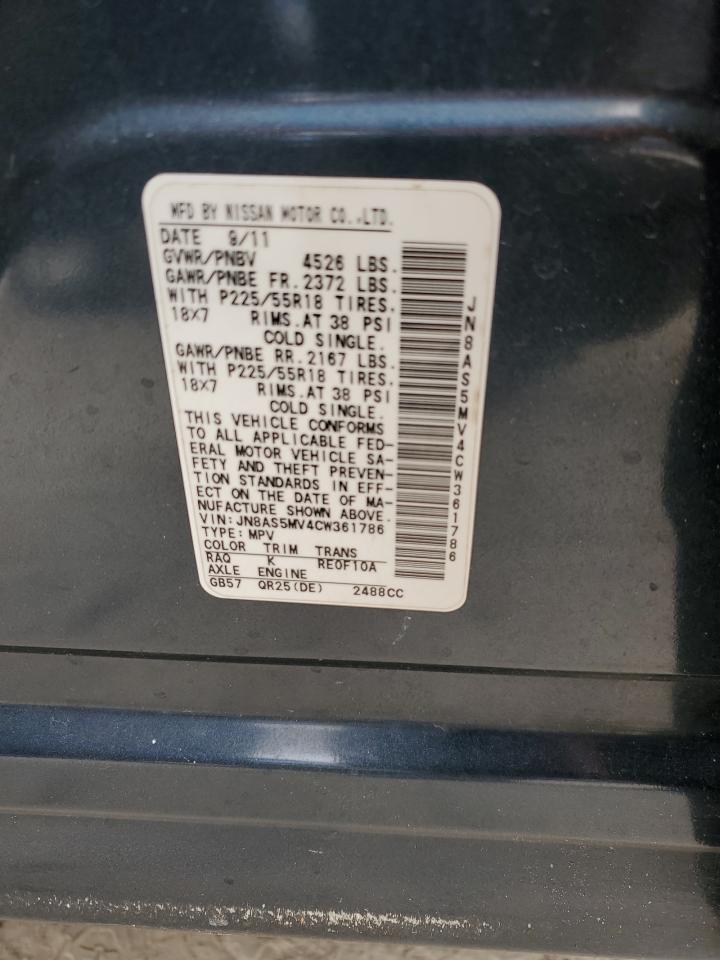 MFD BY NISSAN MOTOR CO.,LTD.
DATE 9/11
GVWR/PNBV 4526 LBS.
GAWR/PNBE FR. 2372 LBS.
WITH P225/55R18 TIRES.
18X7 RIMS.AT 38 PSI
COLD SINGLE.
GAWR/PNBE RR. 2167 LBS.
WITH P225/55R18 TIRES.
18X7 RIMS.AT 38 PSI
COLD SINGLE.
THIS VEHICLE CONFORMS
TO ALL APPLICABLE FED-
ERAL MOTOR VEHICLE SA-
FETY AND THEFT PREVEN-
TION STANDARDS IN EFF-
ECT ON THE DATE OF MA-
NUFACTURE SHOWN ABOVE.
VIN: JN8AS5MV4CW361786
TYPE: MPV
COLOR TRIM TRANS
RAQ K RE0F10A
AXLE ENGINE
GB57 QR25(DE) 2488CC
JN8AS5MV4CW361786